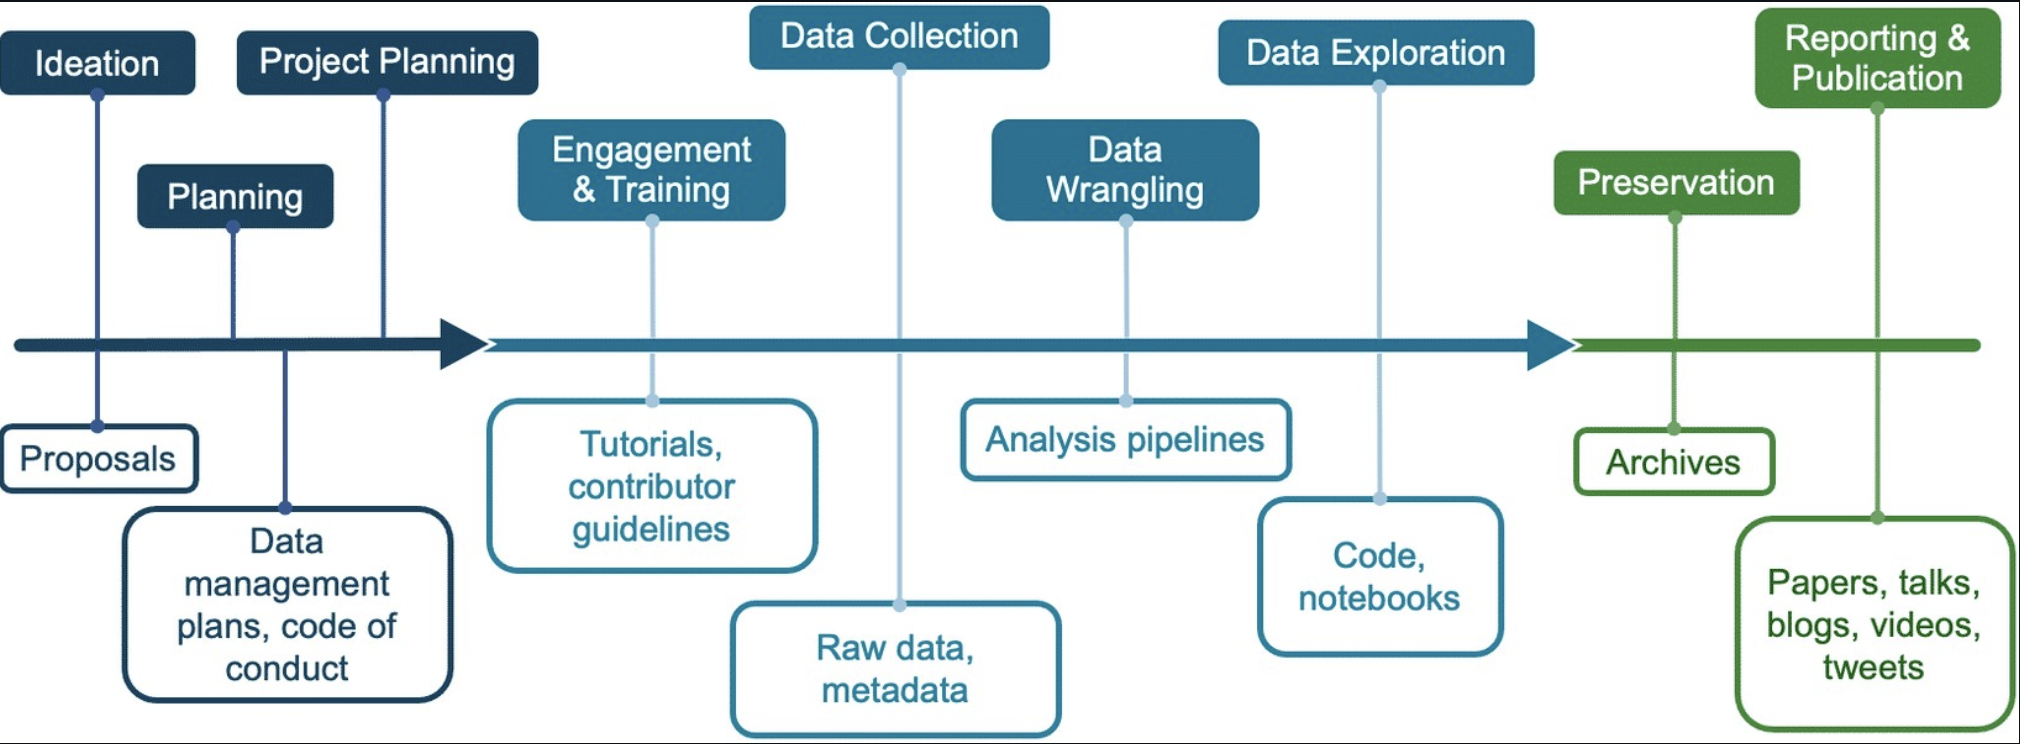 Ideation
Project Planning
Data Collection
Data Exploration
Reporting &
Publication
Planning
Engagement
& Training
Data
Wrangling
Preservation
Proposals
Data
management
plans, code of
conduct
Tutorials,
contributor
guidelines
Raw data,
metadata
Analysis pipelines
Code,
notebooks
Archives
Papers, talks,
blogs, videos,
tweets